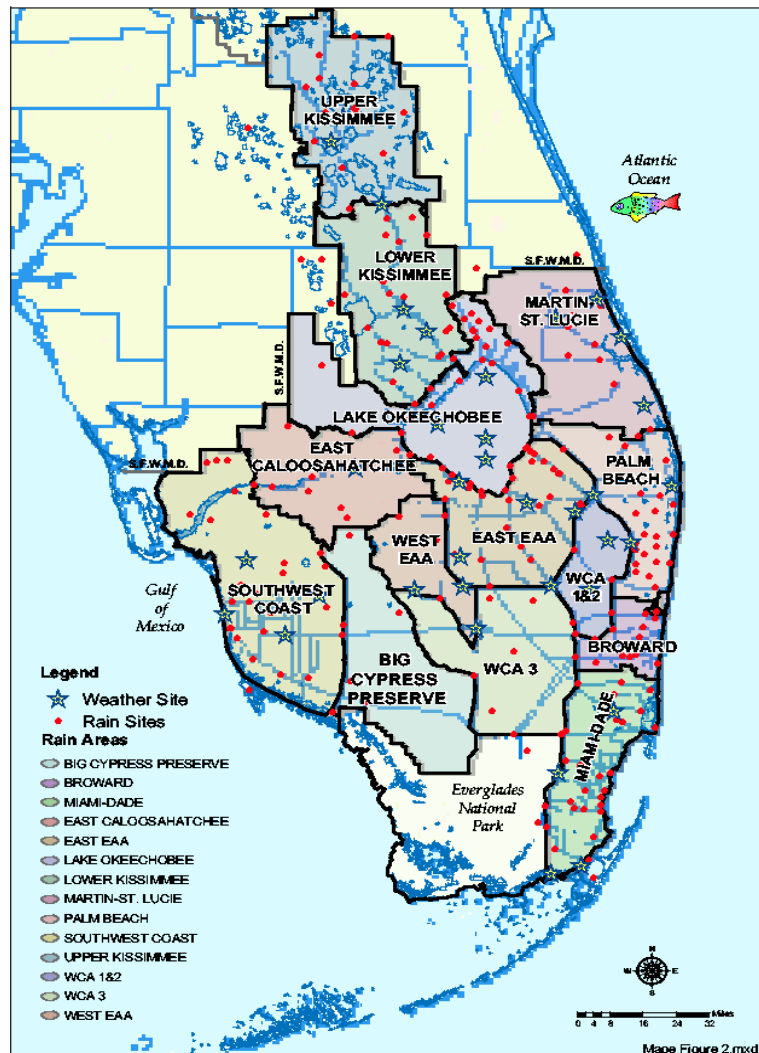 UPPER
KISSIMMEE
Atlantic
Ocean
LOWER
KISSIMMEE
S.F.W.M.D.
MARTIN
ST. LUCIE
S.F.W.M.D.
LAKE OKEECHOBEE
EAST
CALOOSAHATCHEE
S.F.W.M.D.
PALM
BEACH
WEST
EAA
EAST EAA
WCA
1&2
Gulf
of
Mexico
SOUTHWEST
COAST
BROWARD
BIG
CYPRESS
PRESERVE
WCA 3
MIAMI-DADE
Everglades
National
Park
Legend
Weather Site
Rain Sites
Rain Areas
BIG CYPRESS PRESERVE
BROWARD
MIAMI-DADE
EAST CALOOSAHATCHEE
EAST EAA
LAKE OKEECHOBEE
LOWER KISSIMMEE
MARTIN-ST. LUCIE
PALM BEACH
SOUTHWEST COAST
UPPER KISSIMMEE
WCA 1&2
WCA 3
WEST EAA
N
W E
S
Miles
0 4 8 16 24 32
Maps Figure 2.mxd